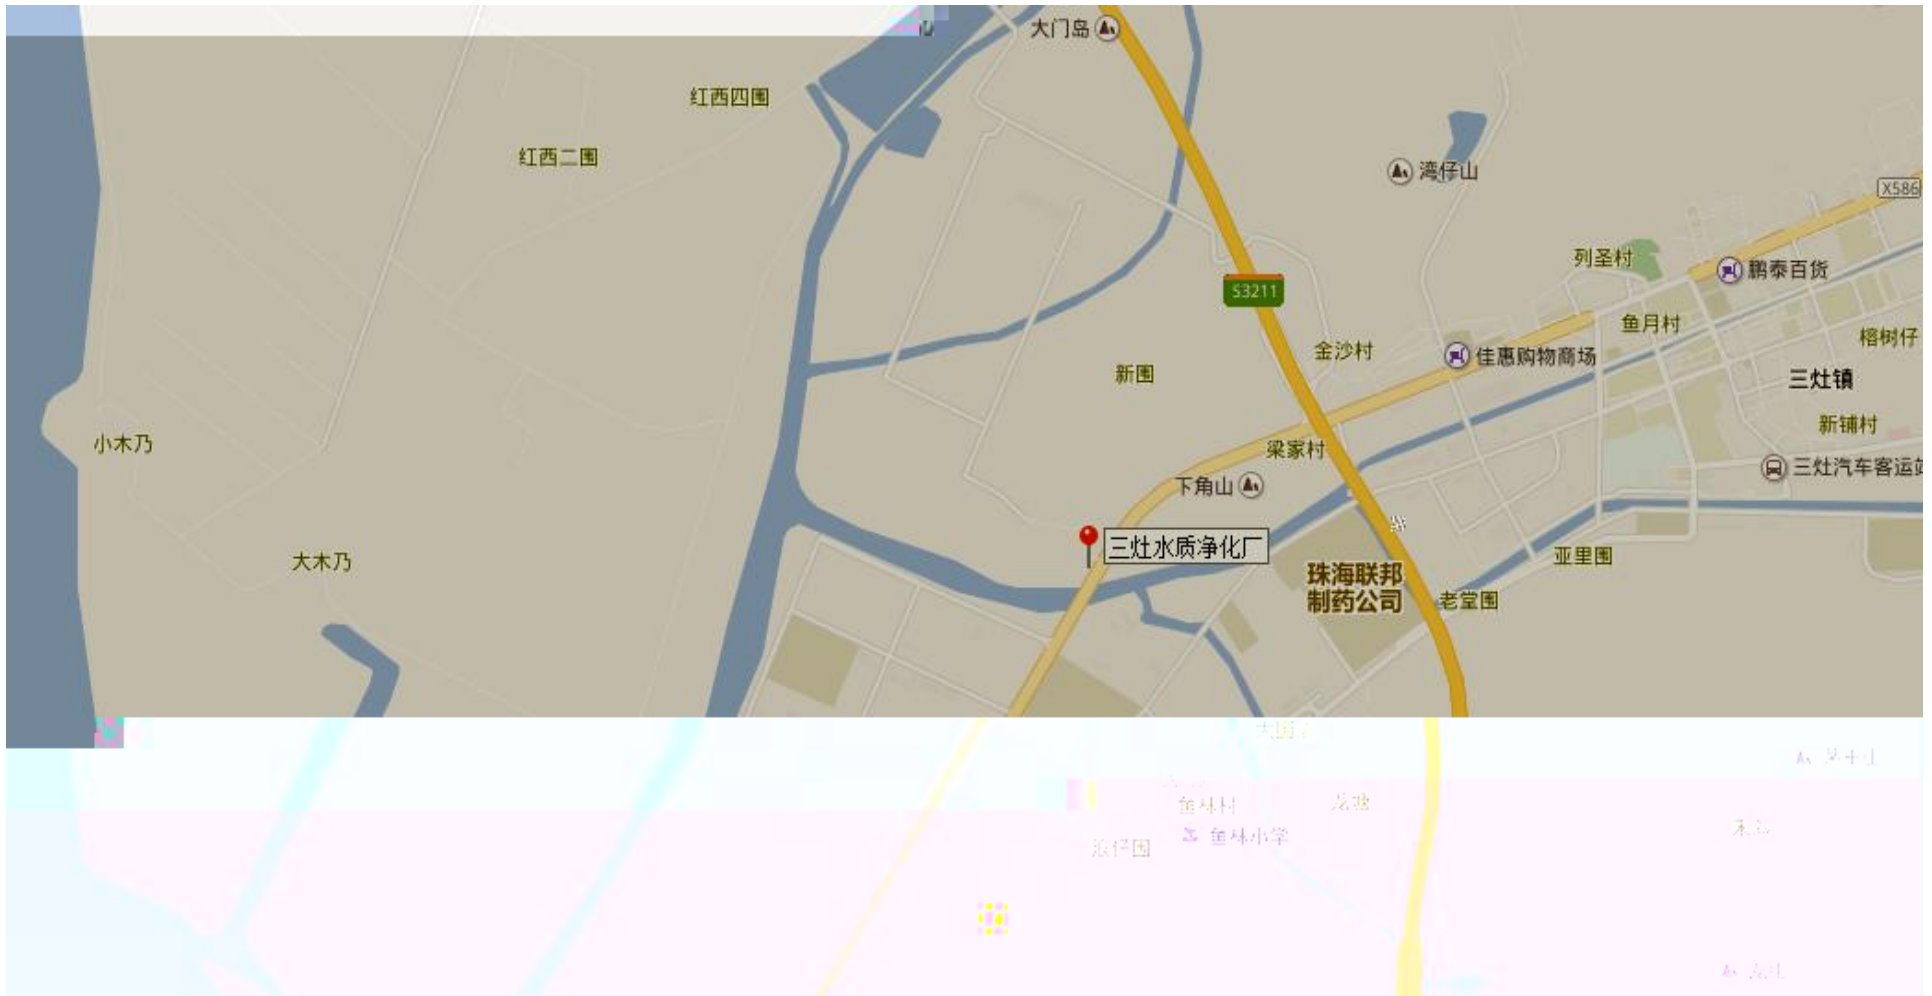 大门岛
红西四围
红西二围
湾仔山
X586
列圣村
鹏泰百货
S3211
鱼月村
榕树仔
金沙村
佳惠购物商场
新围
三灶镇
新铺村
小木乃
梁家村
三灶汽车客运
下角山
三灶水质净化厂
大木乃
亚里围
珠海联邦
制药公司
老堂围
鱼林村
鱼林小学